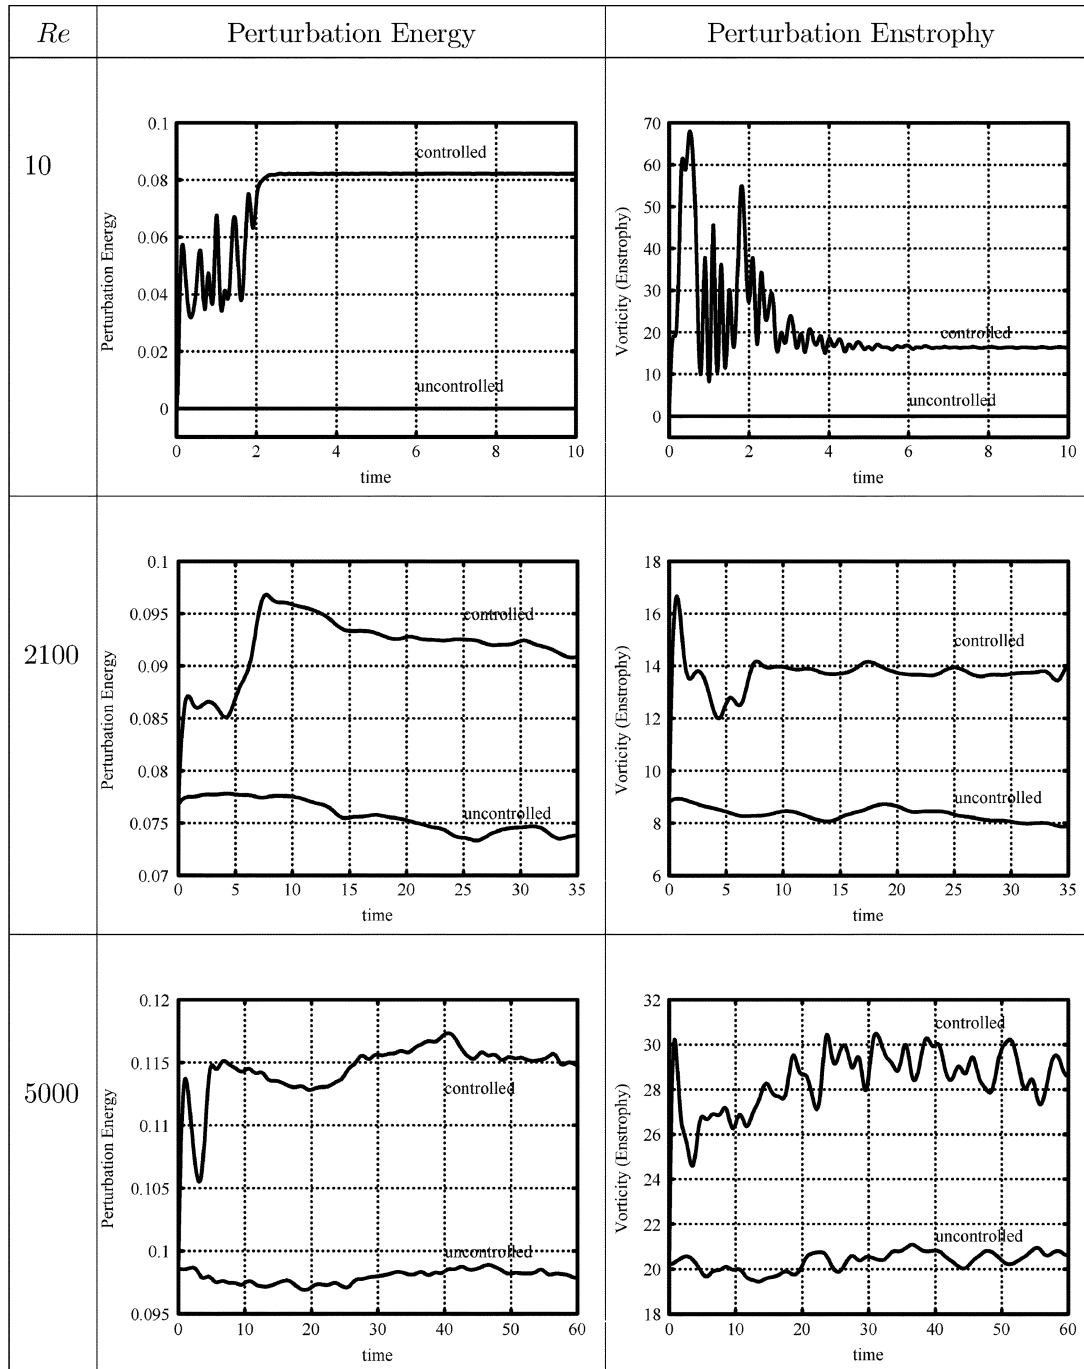 Re Perturbation Energy Perturbation Enstrophy
10
Perturbation Energy
0.1
0.08
0.06
0.04
0.02
0
controlled
uncontrolled
0 2 4 6 8 10
time
Vorticity (Enstrophy)
70
60
50
40
30
20
10
0
controlled
uncontrolled
0 2 4 6 8 10
time
2100
Perturbation Energy
0.1
0.095
0.09
0.085
0.08
0.075
0.07
controlled
uncontrolled
0 5 10 15 20 25 30 35
time
Vorticity (Enstrophy)
18
16
14
12
10
8
6
controlled
uncontrolled
0 5 10 15 20 25 30 35
time
5000
Perturbation Energy
0.12
0.115
0.11
0.105
0.1
0.095
controlled
uncontrolled
0 10 20 30 40 50 60
time
Vorticity (Enstrophy)
32
30
28
26
24
22
20
18
controlled
uncontrolled
0 10 20 30 40 50 60
time